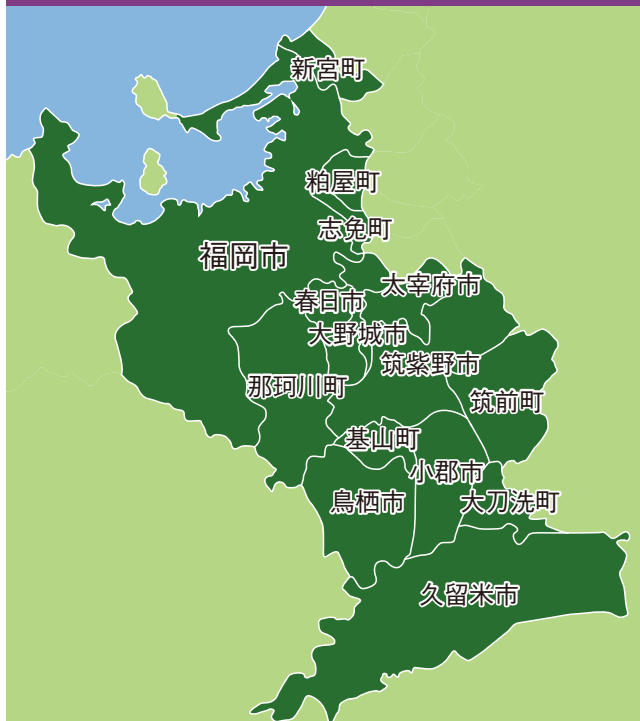 新宮町
粕屋町
志免町
福岡市
太宰府市
春日市
大野城市
筑紫野市
那珂川町
筑前町
基山町
小郡市
鳥栖市
大刀洗町
久留米市